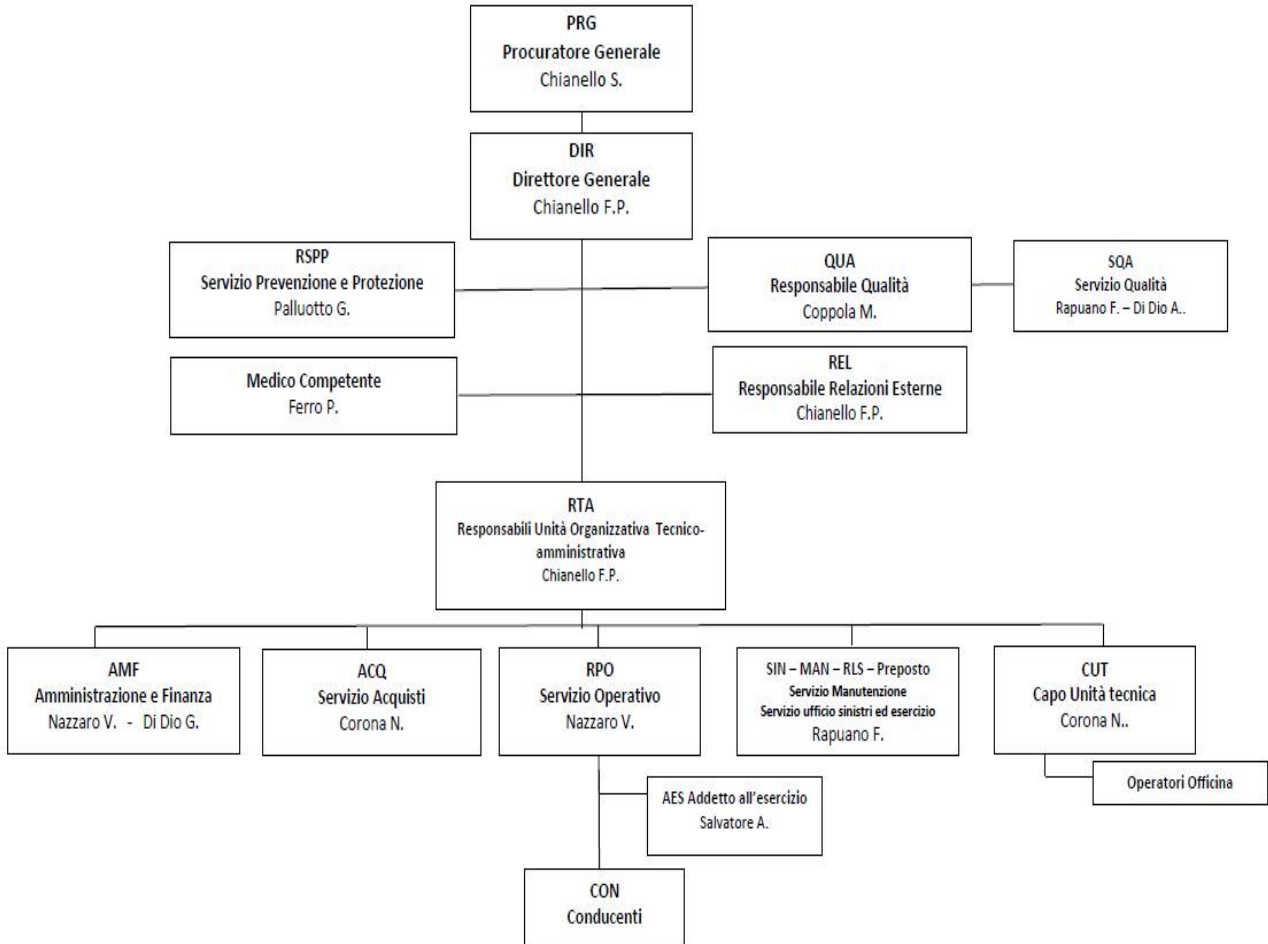 PRG
Procuratore Generale
Chianello S.
DIR
Direttore Generale
Chianello F.P.
RSPP
Servizio Prevenzione e Protezione
Palluotto G.
QUA
Responsabile Qualità
Coppola M.
SQA
Servizio Qualità
Rapuano F. – Di Dio A..
Medico Competente
Ferro P.
REL
Responsabile Relazioni Esterne
Chianello F.P.
RTA
Responsabili Unità Organizzativa Tecnico-
amministrativa
Chianello F.P.
AMF
Amministrazione e Finanza
Nazzaro V. - Di Dio G.
ACQ
Servizio Acquisti
Corona N.
RPO
Servizio Operativo
Nazzaro V.
SIN – MAN – RLS – Preposto
Servizio Manutenzione
Servizio ufficio sinistri ed esercizio
Rapuano F.
CUT
Capo Unità tecnica
Corona N..
Operatori Officina
AES Addetto all'esercizio
Salvatore A.
CON
Conducenti